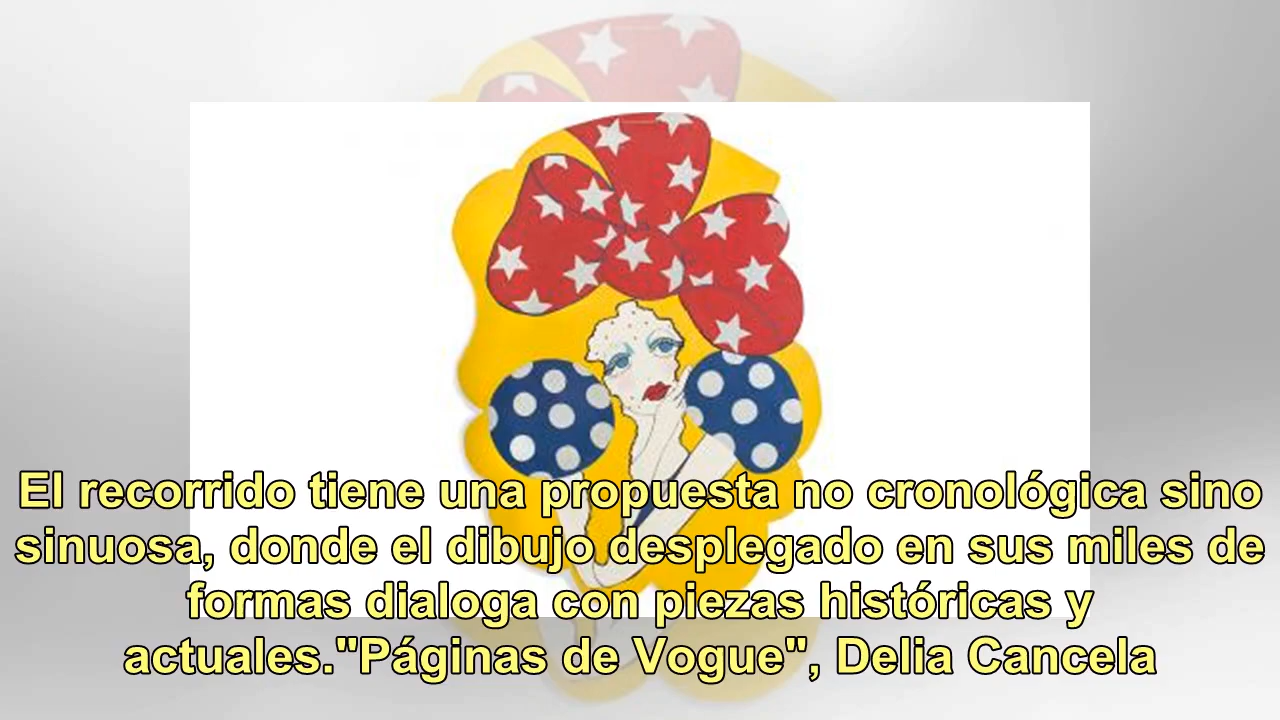 El recorrido tiene una propuesta no cronológica sino
sinuosa, donde el dibujo desplegado en sus miles de
formas dialoga con piezas históricas y
actuales."Páginas de Vogue", Delia Cancela